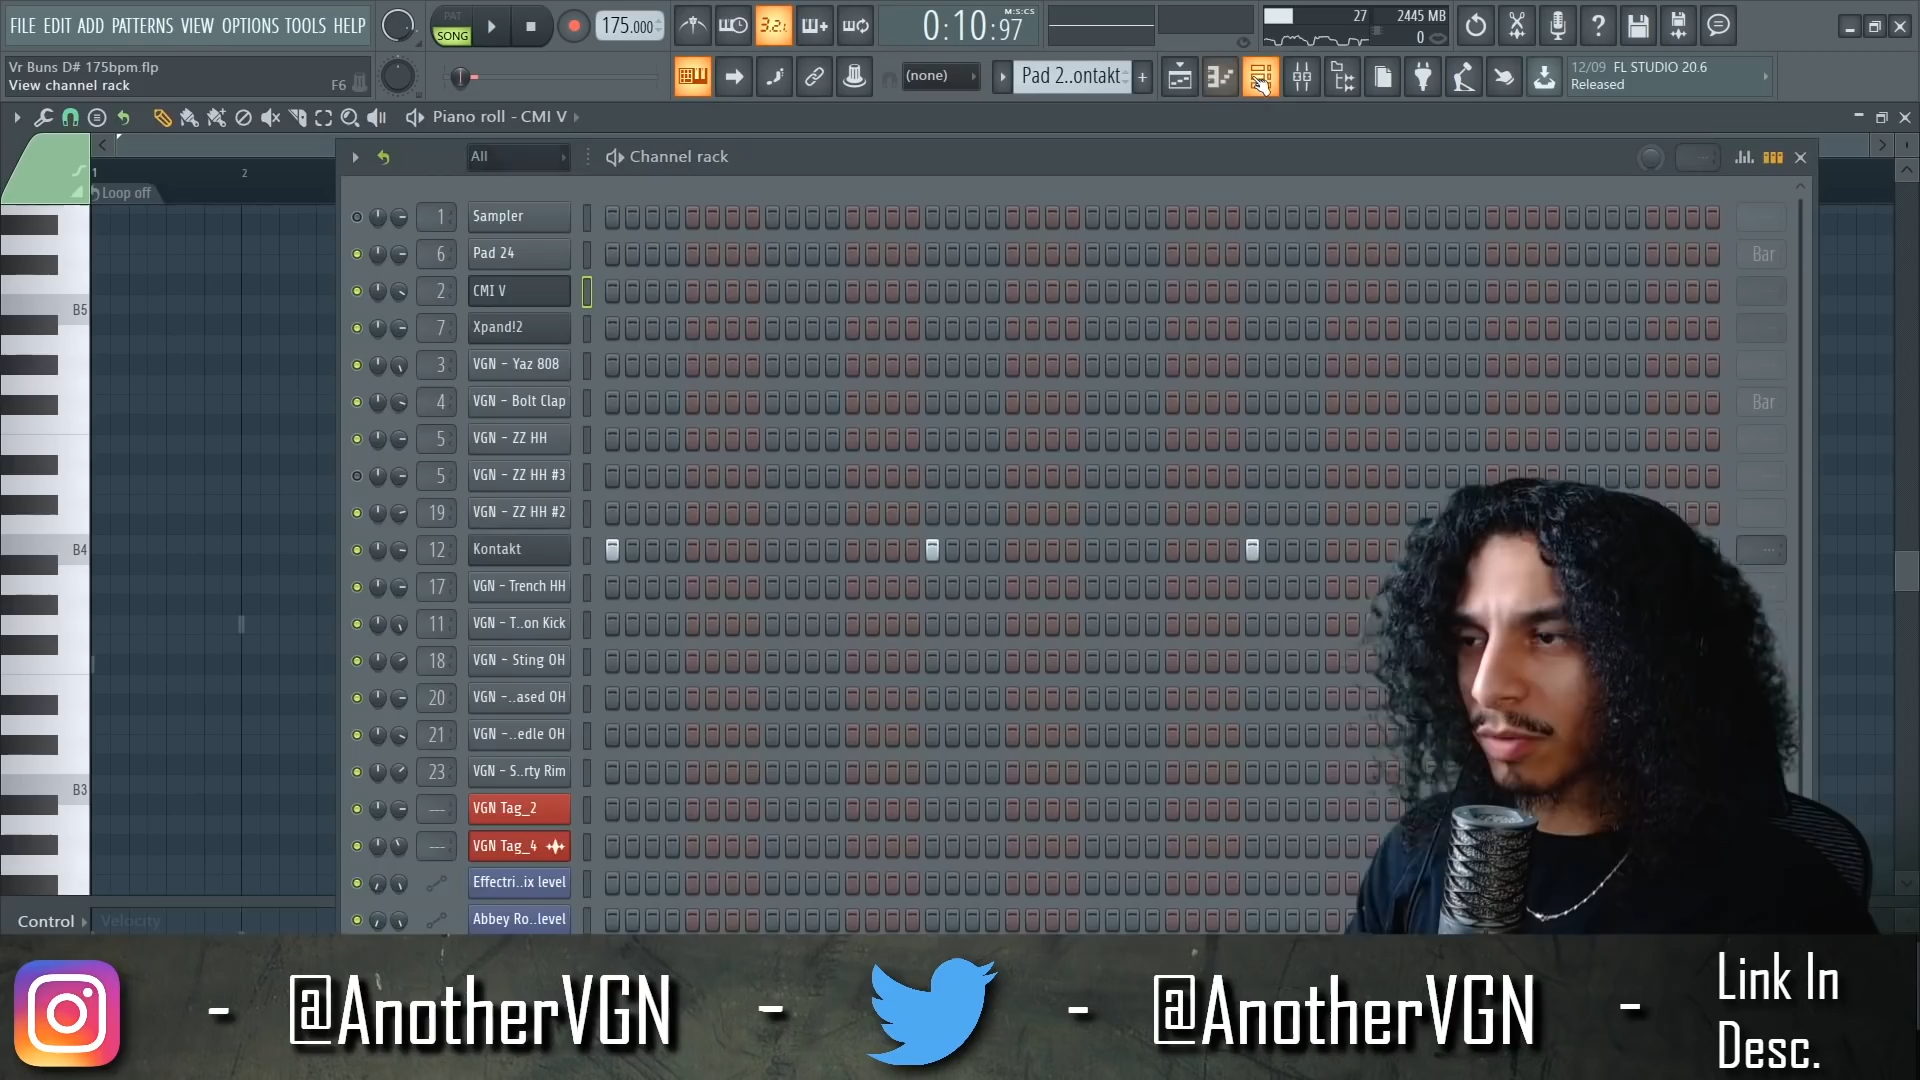 FILE EDIT ADD PATTERNS VIEW OPTIONS TOOLS HELP
PAT
SONG
175.000
3.2.
0:10:97
M:S:CS
27
2445 MB
0
Vr Buns D# 175bpm.flp
View channel rack
F6
(none)
Pad 2..ontakt
12/09 FL STUDIO 20.6
Released
Piano roll - CMI V
1
2
Loop off
All
Channel rack
1 Sampler
6 Pad 24 Bar
2 CMI V
7 Xpand!2
3 VGN - Yaz 808
4 VGN - Bolt Clap Bar
5 VGN - ZZ HH
5 VGN - ZZ HH #3
19 VGN - ZZ HH #2
12 Kontakt
17 VGN - Trench HH
11 VGN - T..on Kick
18 VGN - Sting OH
20 VGN -..ased OH
21 VGN -..edle OH
23 VGN - S..rty Rim
--- VGN Tag_2
--- VGN Tag_4
Effectri..ix level
Abbey Ro..level
B5
B4
B3
Control
Velocity
- @AnotherVGN - - @AnotherVGN - Link In
Desc.